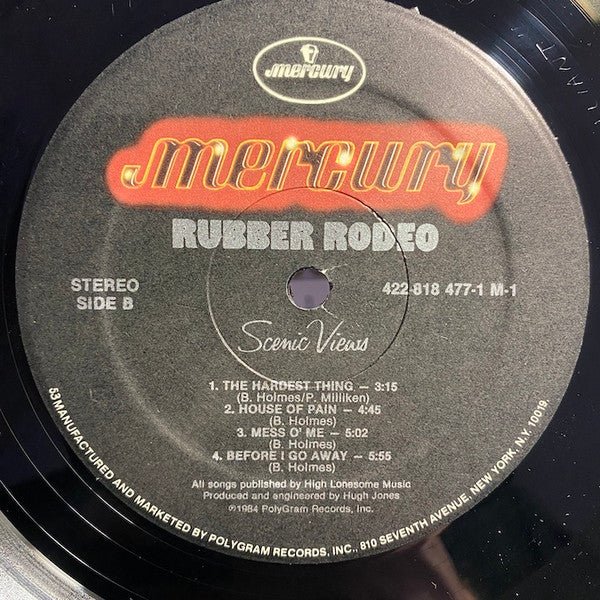 mercury
mercury
RUBBER RODEO
STEREO
SIDE B
422-818 477-1 M-1
Scenic Views
1. THE HARDEST THING — 3:15
(B. Holmes/P. Milliken)
2. HOUSE OF PAIN — 4:45
(B. Holmes)
3. MESS O' ME — 5:02
(B. Holmes)
4. BEFORE I GO AWAY — 5:55
(B. Holmes)
All songs published by High Lonesome Music
Produced and engineered by Hugh Jones
℗1984 PolyGram Records, Inc.
53MANUFACTURED AND MARKETED BY POLYGRAM RECORDS, INC., 810 SEVENTH AVENUE, NEW YORK, N.Y. 10019.
WANT